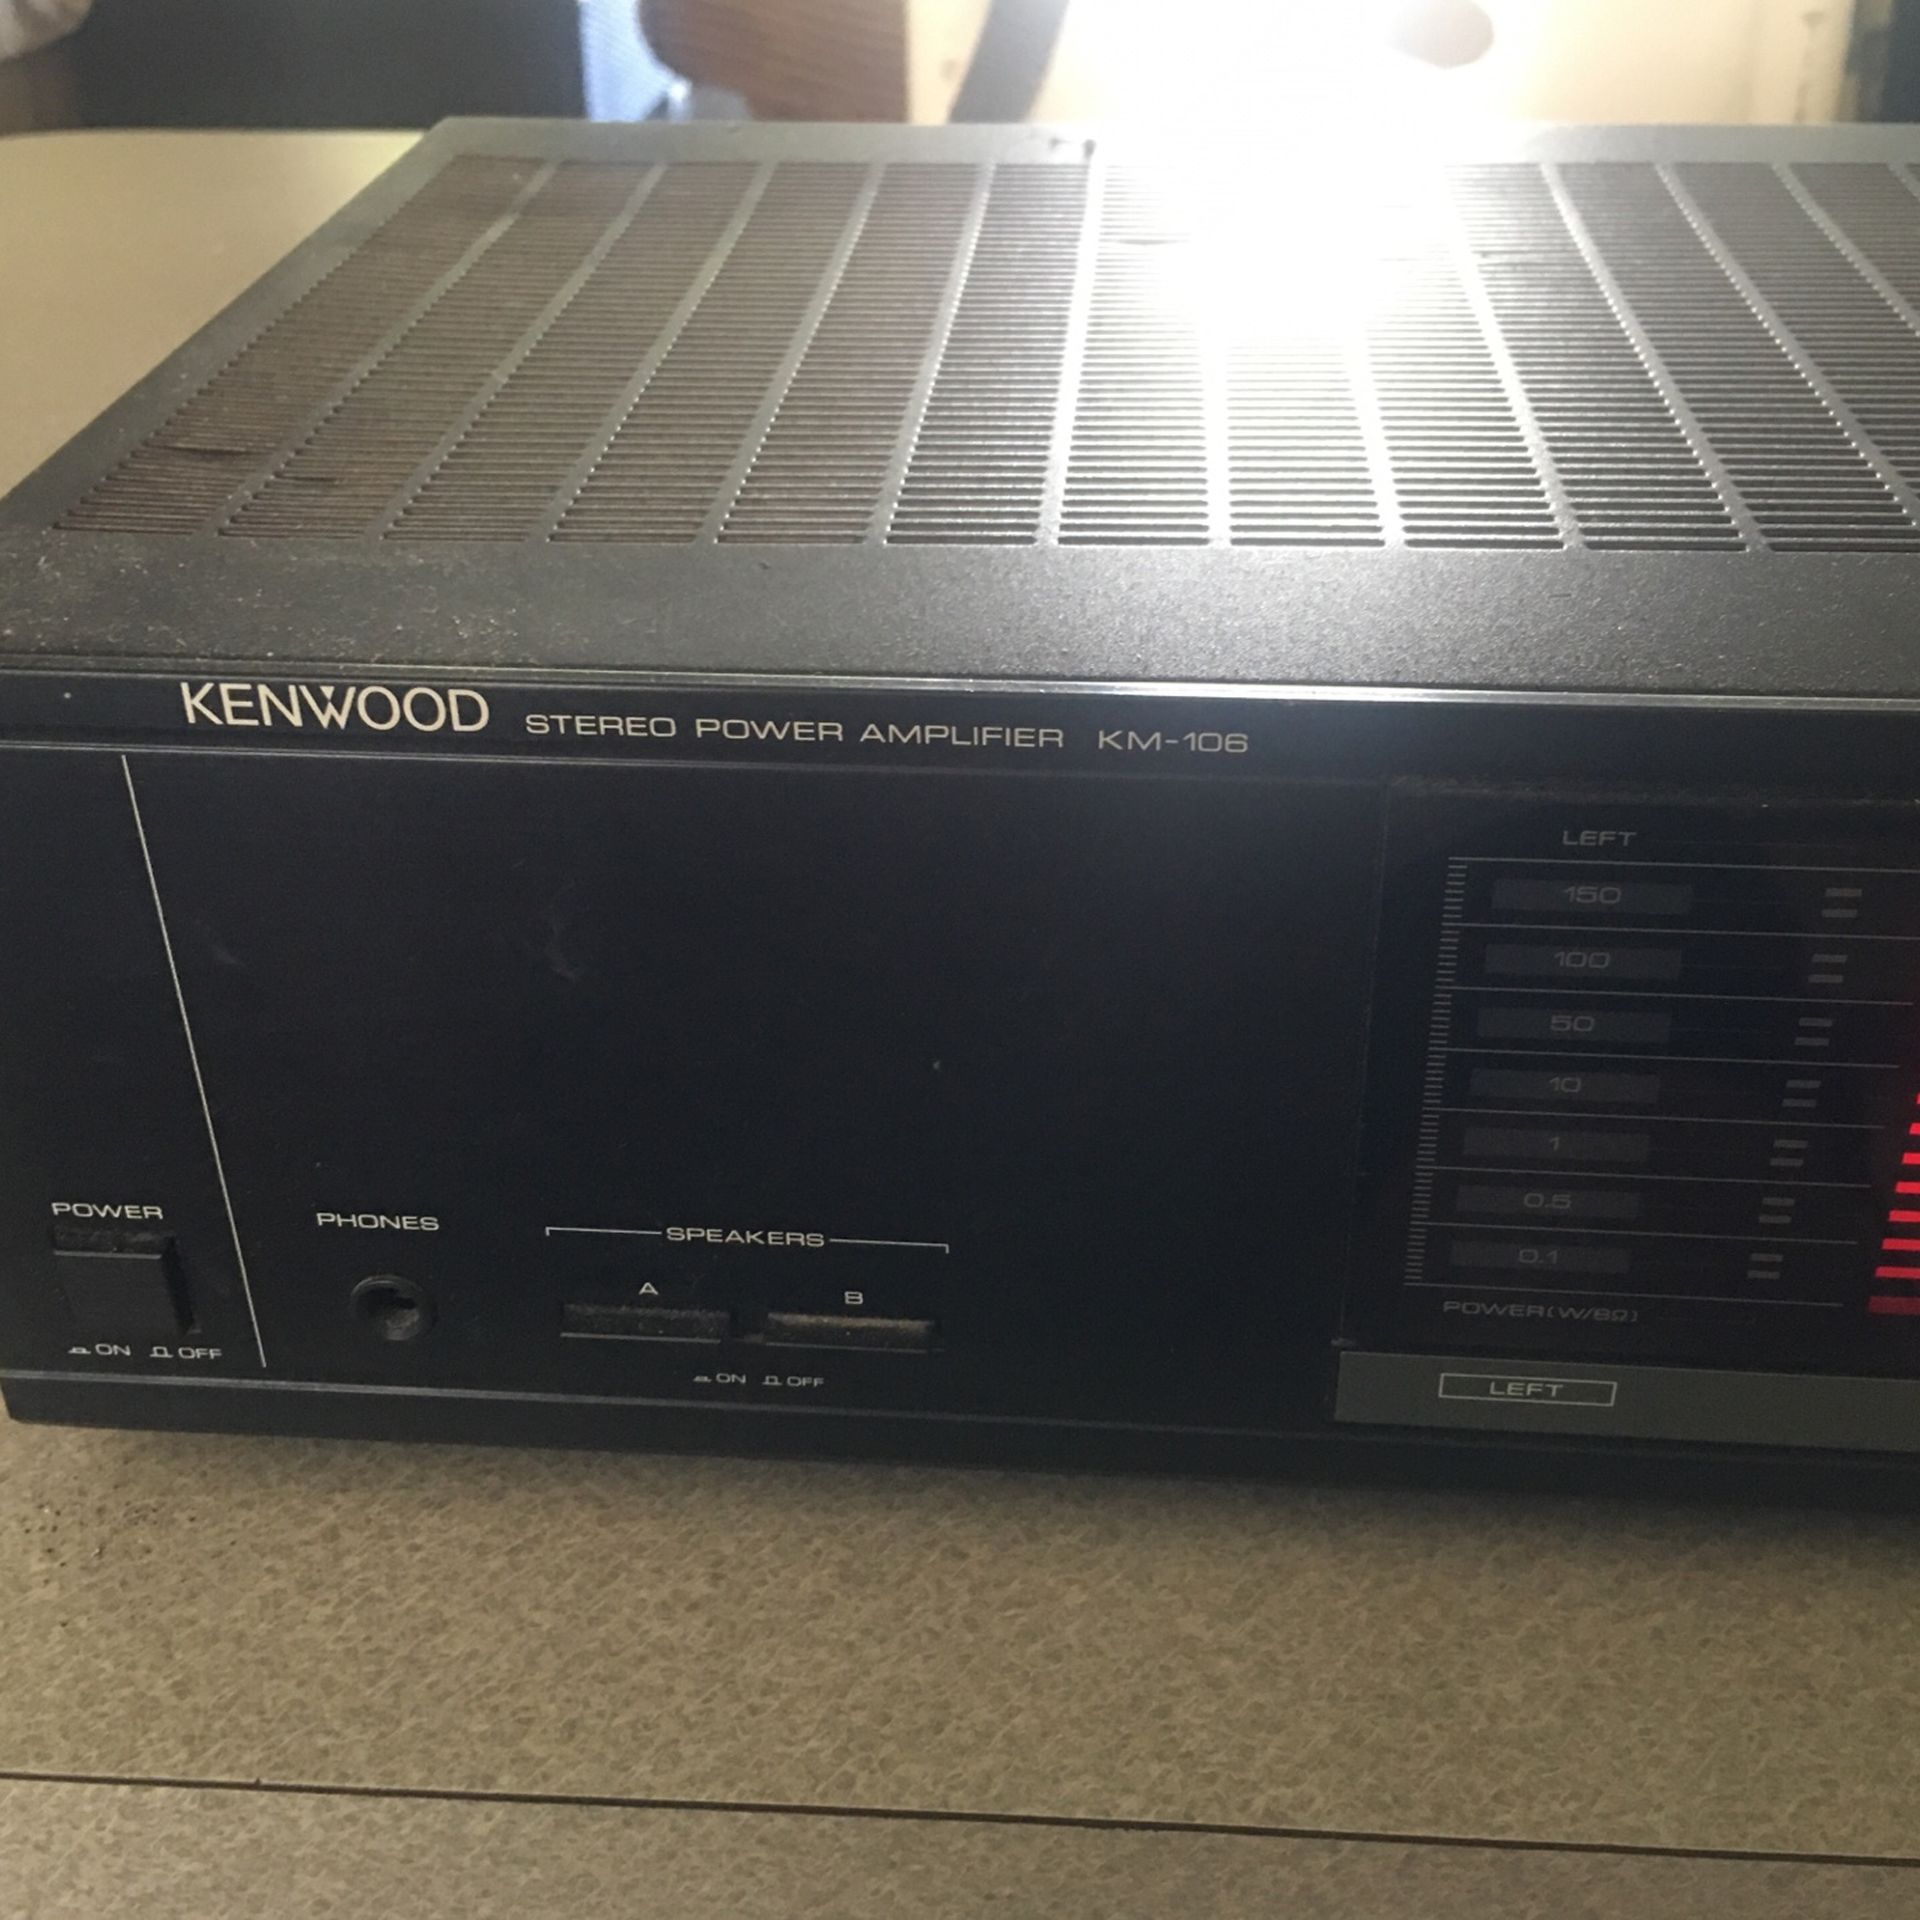 KENWOOD STEREO POWER AMPLIFIER KM-106
LEFT
150
100
50
10
1
0.5
0.1
POWER(W/8Ω)
LEFT
POWER
ON OFF
PHONES
SPEAKERS
A B
ON OFF